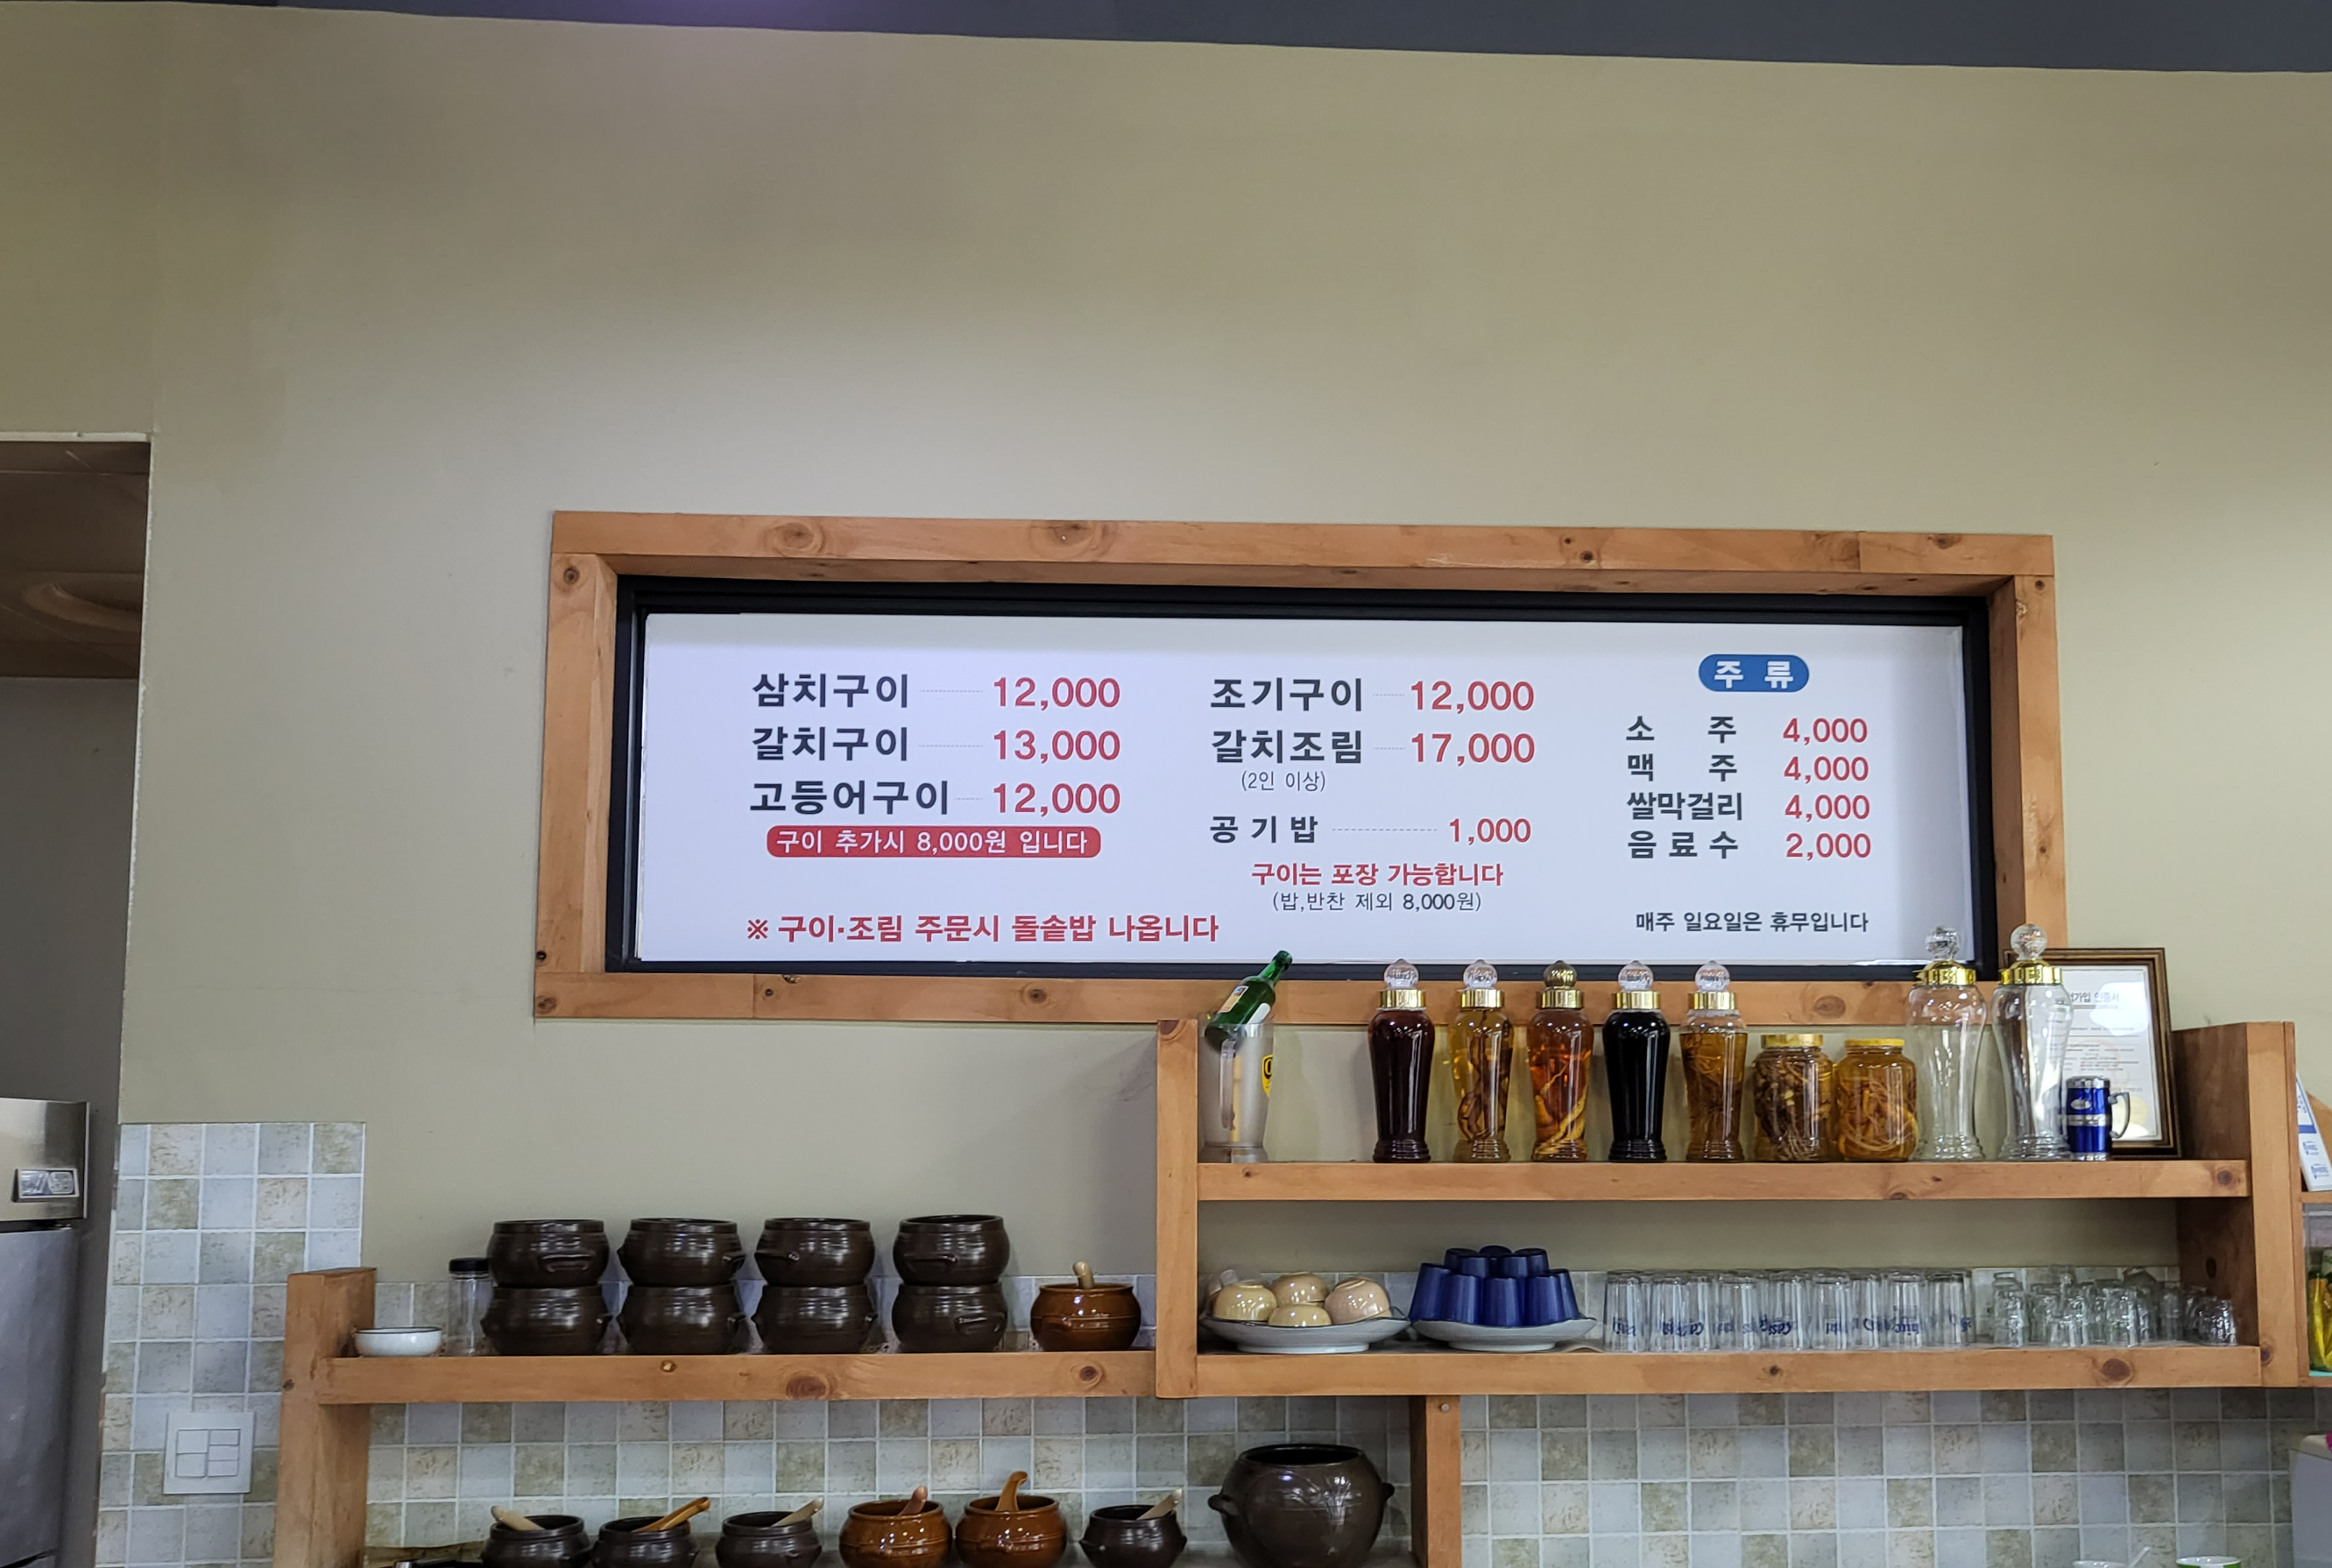 삼치구이 12,000
갈치구이 13,000
고등어구이 12,000
구이 추가시 8,000원 입니다
※ 구이·조림 주문시 돌솥밥 나옵니다
조기구이 12,000
갈치조림 17,000
(2인 이상)
공기밥 1,000
구이는 포장 가능합니다
(밥,반찬 제외 8,000원)
주 류
소 주 4,000
맥 주 4,000
쌀막걸리 4,000
음료수 2,000
매주 일요일은 휴무입니다